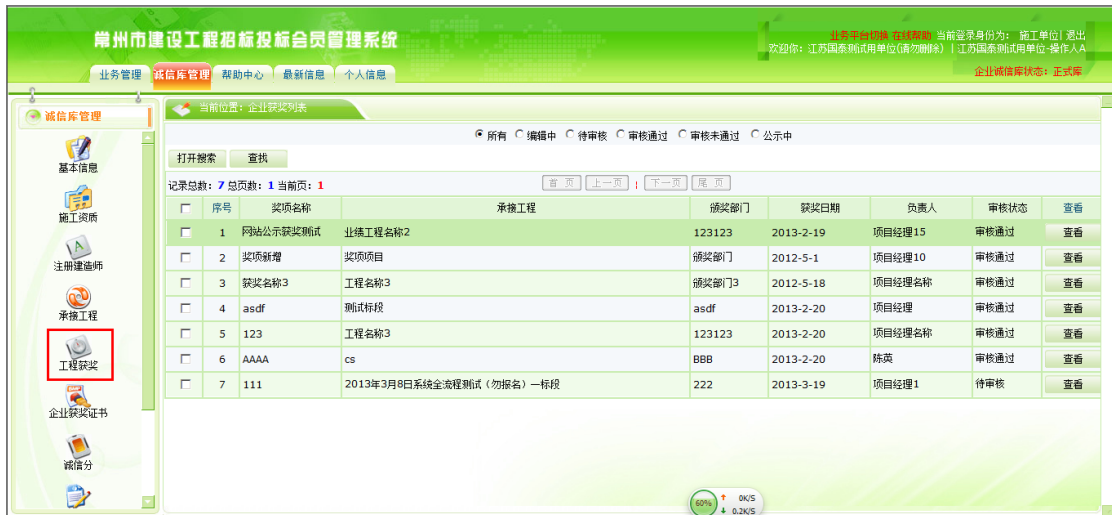 常州市建设工程招标投标会员管理系统
业务平台切换 在线帮助 当前登录身份为： 施工单位| 退出
欢迎你：江苏国泰测试用单位(请勿删除) | 江苏国泰测试用单位-操作人A
业务管理 诚信库管理 帮助中心 最新信息 个人信息
企业诚信库状态：正式库
诚信库管理
基本信息
施工资质
注册建造师
承接工程
工程获奖
企业获奖证书
诚信分
当前位置：企业获奖列表
所有 编辑中 待审核 审核通过 审核未通过 公示中
打开搜索 查找
记录总数：7 总页数：1 当前页：1 首 页 上一页 1 下一页 尾 页
序号 奖项名称 承接工程 颁奖部门 获奖日期 负责人 审核状态 查看
1 网站公示获奖测试 业绩工程名称2 123123 2013-2-19 项目经理15 审核通过 查看
2 奖项新增 奖项项目 颁奖部门 2012-5-1 项目经理10 审核通过 查看
3 获奖名称3 工程名称3 颁奖部门3 2012-5-18 项目经理名称 审核通过 查看
4 asdf 测试标段 asdf 2013-2-20 项目经理 审核通过 查看
5 123 工程名称3 123123 2013-2-20 项目经理名称 审核通过 查看
6 AAAA cs BBB 2013-2-20 陈英 审核通过 查看
7 111 2013年3月8日系统全流程测试（勿报名）一标段 222 2013-3-19 项目经理1 待审核 查看
60% 0K/S
0.2K/S